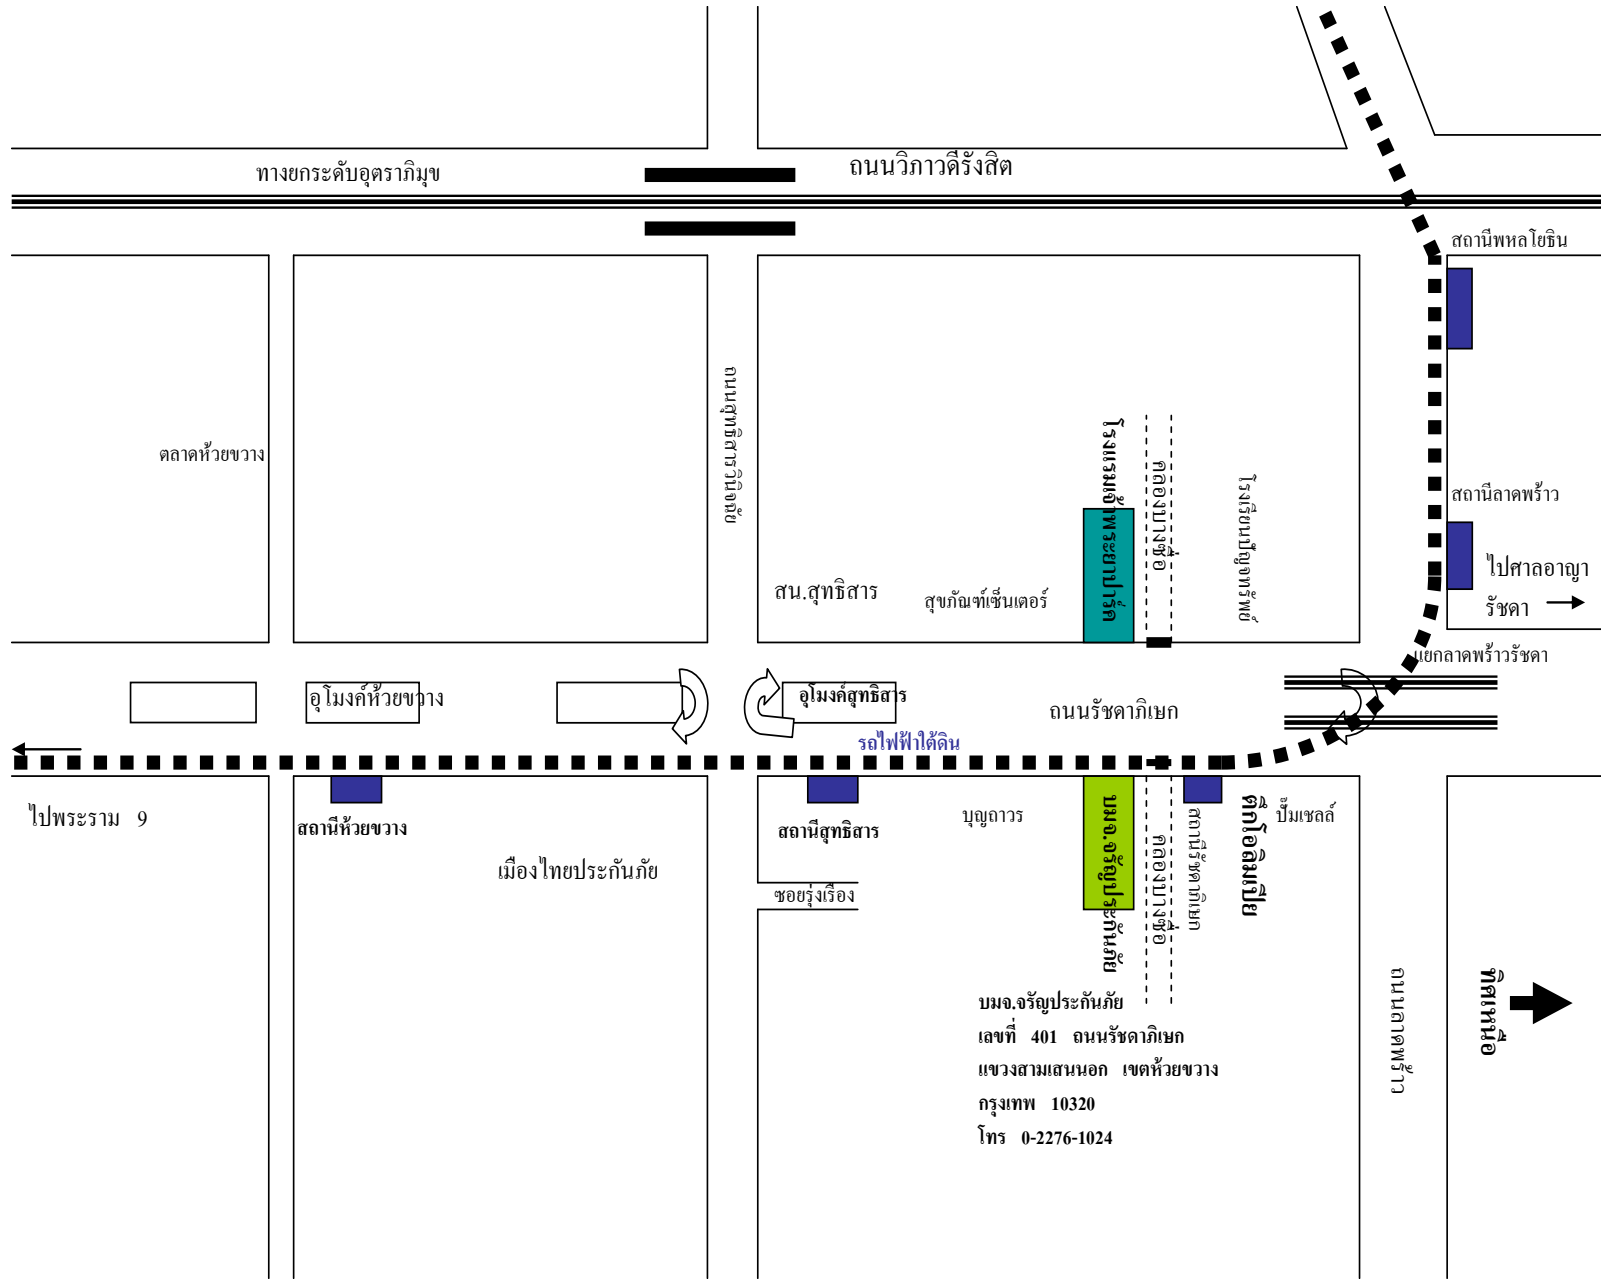 ทางยกระดับอุตราภิมุข
ถนนวิภาวดีรังสิต
สถานีพหลโยธิน
ถนนสุทธิสารวินิจฉัย
ตลาดห้วยขวาง
โรงแรมเจ้าพระยาปาร์ค
คลองบางซื่อ
โรงเรียนปัญจทรัพย์
สถานีลาดพร้าว
ไปศาลอาญา
รัชดา
สน.สุทธิสาร
สุขภัณฑ์เซ็นเตอร์
แยกลาดพร้าวรัชดา
อุโมงค์ห้วยขวาง
อุโมงค์สุทธิสาร
ถนนรัชดาภิเษก
รถไฟฟ้าใต้ดิน
ไปพระราม 9
สถานีห้วยขวาง
เมืองไทยประกันภัย
สถานีสุทธิสาร
ซอยรุ่งเรื่อง
บุญถาวร
บมจ.จรัญประกันภัย
คลองบางซื่อ
สถานีรัชดาภิเษก
ตึกโอลิมเปีย
ปั๊มเชลล์
ถนนลาดพร้าว
ทิศเหนือ
บมจ.จรัญประกันภัย
เลขที่ 401 ถนนรัชดาภิเษก
แขวงสามเสนนอก เขตห้วยขวาง
กรุงเทพ 10320
โทร 0-2276-1024